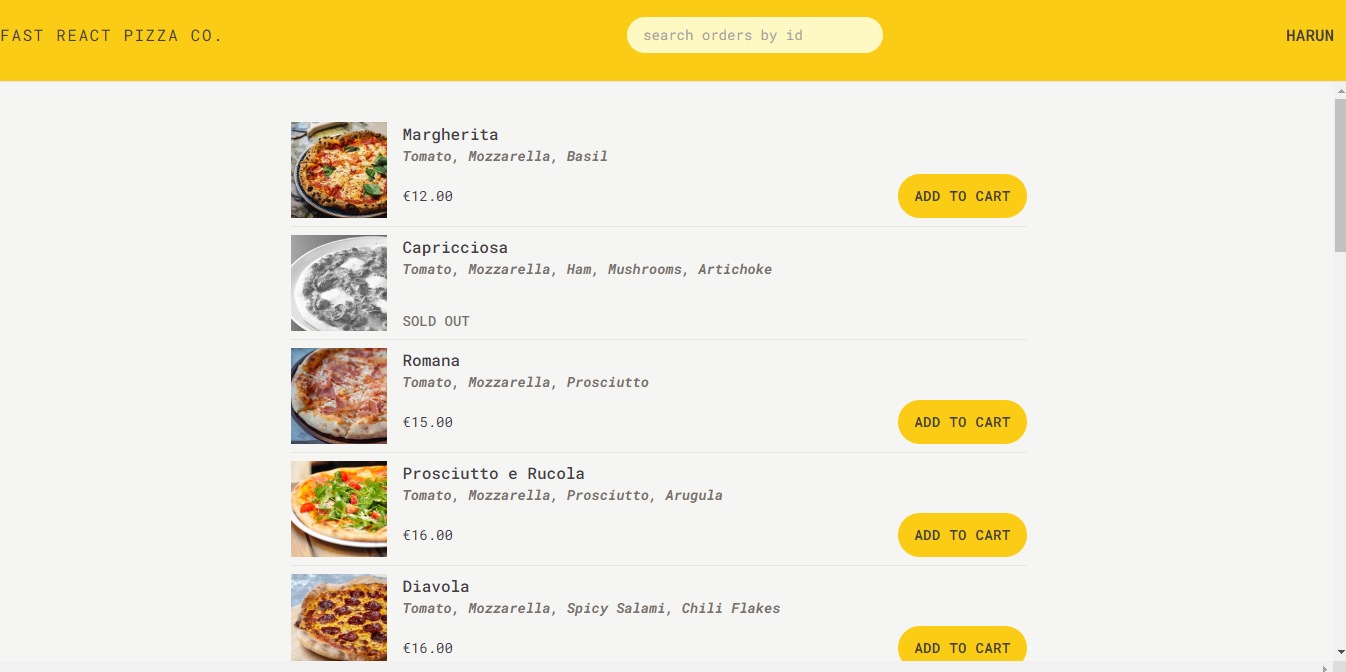 FAST REACT PIZZA CO.
search orders by id
HARUN
Margherita
Tomato, Mozzarella, Basil
€12.00
ADD TO CART
Capricciosa
Tomato, Mozzarella, Ham, Mushrooms, Artichoke
SOLD OUT
Romana
Tomato, Mozzarella, Prosciutto
€15.00
ADD TO CART
Prosciutto e Rucola
Tomato, Mozzarella, Prosciutto, Arugula
€16.00
ADD TO CART
Diavola
Tomato, Mozzarella, Spicy Salami, Chili Flakes
€16.00
ADD TO CART